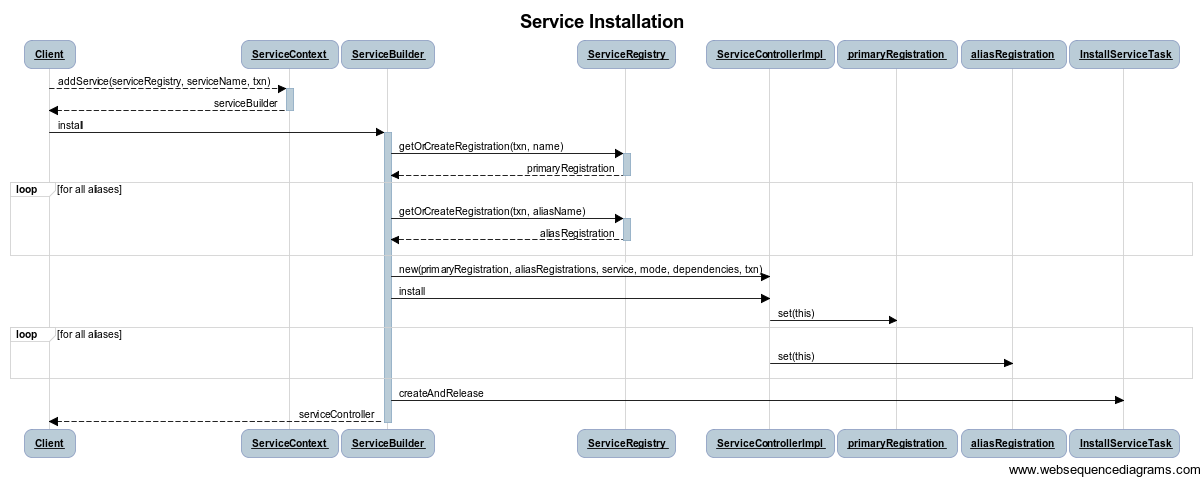 Service Installation
Client ServiceContext ServiceBuilder ServiceRegistry ServiceControllerImpl primaryRegistration aliasRegistration InstallServiceTask
addService(serviceRegistry, serviceName, txn)
serviceBuilder
install
getOrCreateRegistration(txn, name)
primaryRegistration
loop [for all aliases]
getOrCreateRegistration(txn, aliasName)
aliasRegistration
new(primaryRegistration, aliasRegistrations, service, mode, dependencies, txn)
install
set(this)
loop [for all aliases]
set(this)
createAndRelease
serviceController
Client ServiceContext ServiceBuilder ServiceRegistry ServiceControllerImpl primaryRegistration aliasRegistration InstallServiceTask
www.websequencediagrams.com